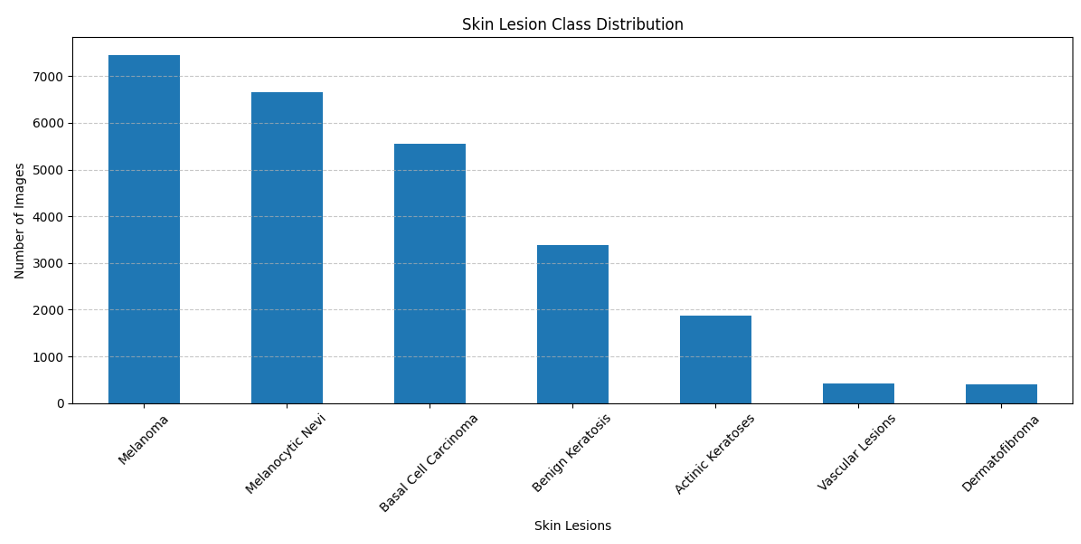 Skin Lesion Class Distribution
Number of Images
7000
6000
5000
4000
3000
2000
1000
0
Melanoma
Melanocytic Nevi
Basal Cell Carcinoma
Benign Keratosis
Actinic Keratoses
Vascular Lesions
Dermatofibroma
Skin Lesions